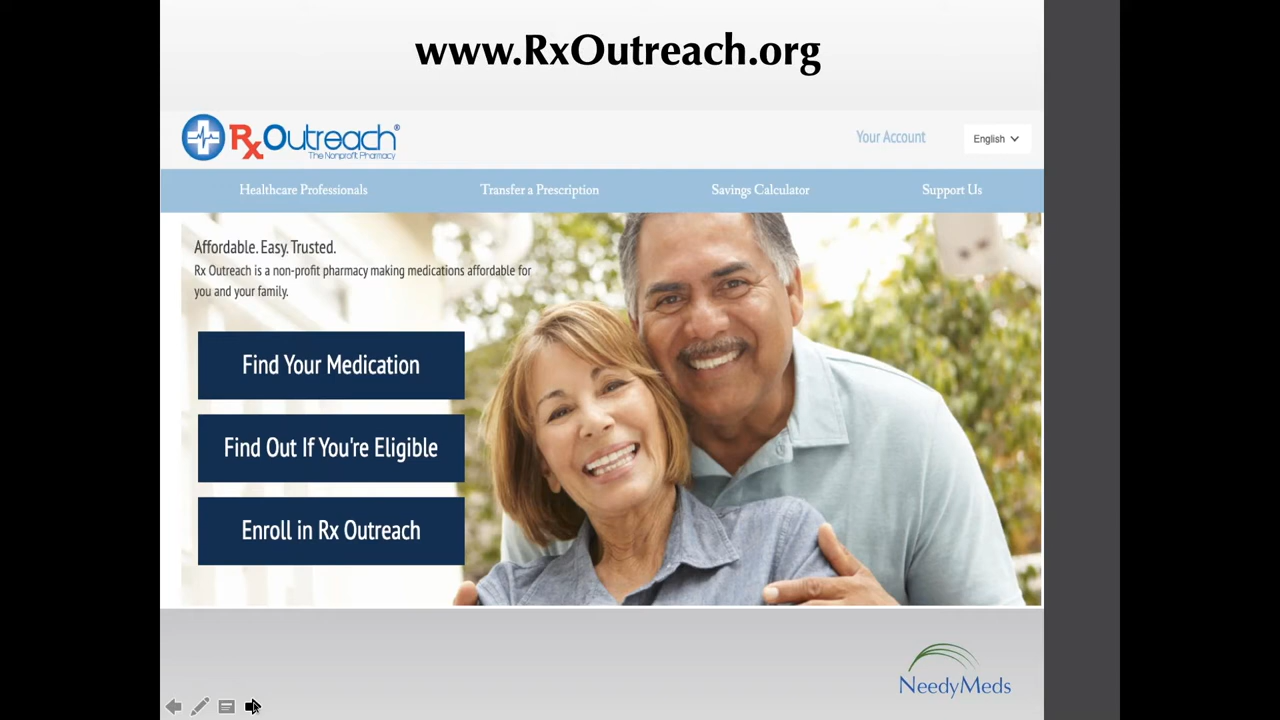 www.RxOutreach.org
RxOutreach®
The Nonprofit Pharmacy
Your Account
English
Healthcare Professionals
Transfer a Prescription
Savings Calculator
Support Us
Affordable. Easy. Trusted.
Rx Outreach is a non-profit pharmacy making medications affordable for
you and your family.
Find Your Medication
Find Out If You're Eligible
Enroll in Rx Outreach
NeedyMeds